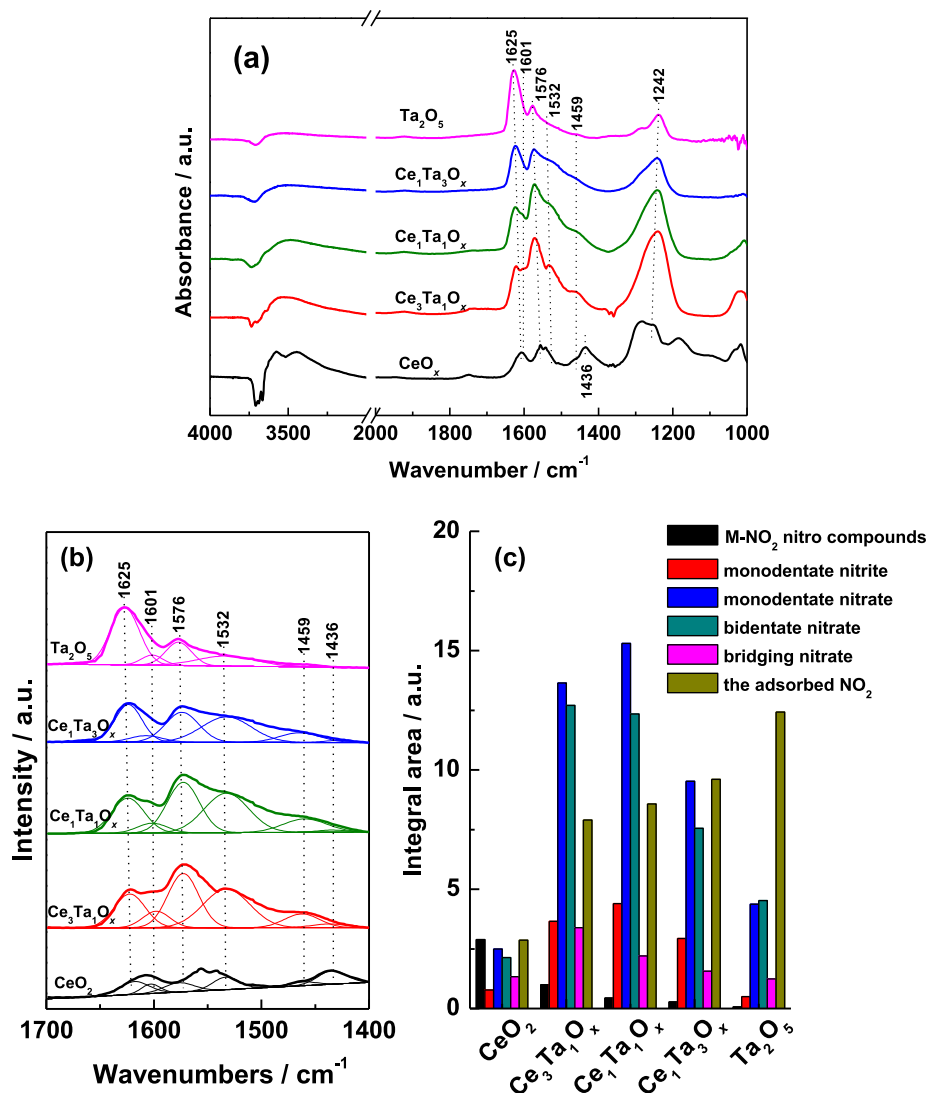 (a)
1625
1601
1576
1532
1459
1242
Ta2O5
Ce1Ta3Ox
Ce1Ta1Ox
Ce3Ta1Ox
CeOx
1436
Absorbance / a.u.
4000 3500 2000 1800 1600 1400 1200 1000
Wavenumber / cm-1
(b)
1625
1601
1576
1532
1459
1436
Ta2O5
Ce1Ta3Ox
Ce1Ta1Ox
Ce3Ta1Ox
CeO2
Intensity / a.u.
1700 1600 1500 1400
Wavenumbers / cm-1
(c)
M-NO2 nitro compounds
monodentate nitrite
monodentate nitrate
bidentate nitrate
bridging nitrate
the adsorbed NO2
20
15
10
5
0
Integral area / a.u.
CeO2
Ce3Ta1Ox
Ce1Ta1Ox
Ce1Ta3Ox
Ta2O5